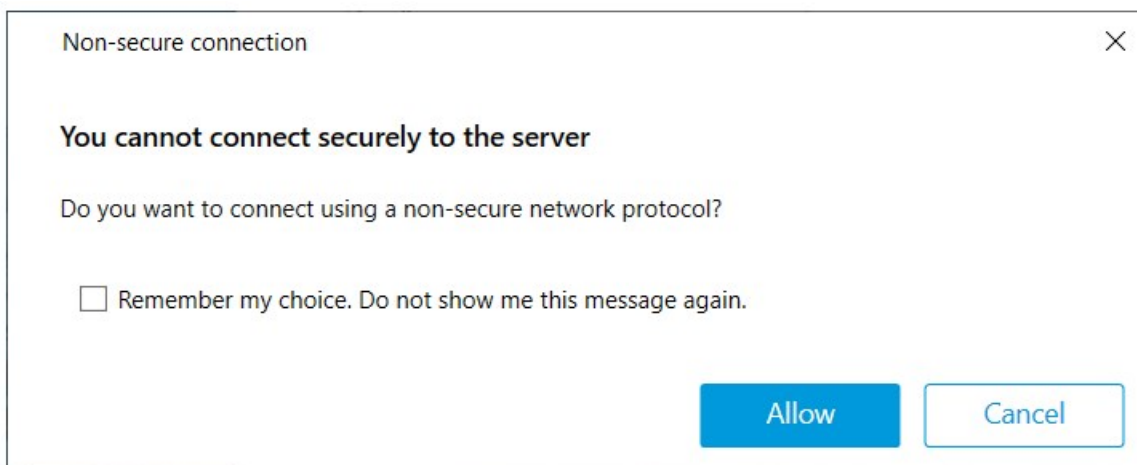 Non-secure connection
You cannot connect securely to the server
Do you want to connect using a non-secure network protocol?
Remember my choice. Do not show me this message again.
Allow
Cancel